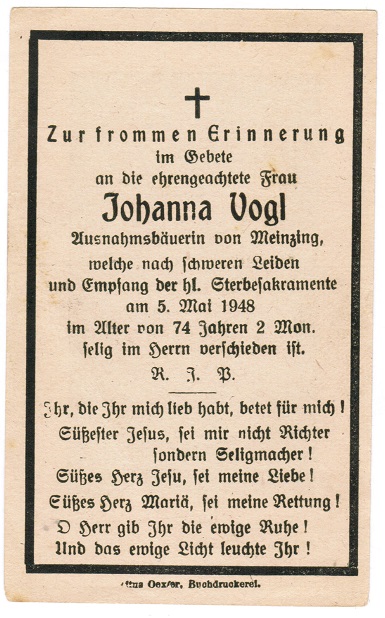 Zur frommen Erinnerung
im Gebete
an die ehrengeachtete Frau
Johanna Vogl
Ausnahmsbäuerin von Meinzing,
welche nach schweren Leiden
und Empfang der hl. Sterbesakramente
am 5. Mai 1948
im Alter von 74 Jahren 2 Mon.
selig im Herrn verschieden ist.
R. I. P.
Ihr, die Ihr mich lieb habt, betet für mich!
Süßester Jesus, sei mir nicht Richter
sondern Seligmacher!
Süßes Herz Jesu, sei meine Liebe!
Süßes Herz Mariä, sei meine Rettung!
O Herr gib Ihr die ewige Ruhe!
Und das ewige Licht leuchte Ihr!
Buchdruckerei.